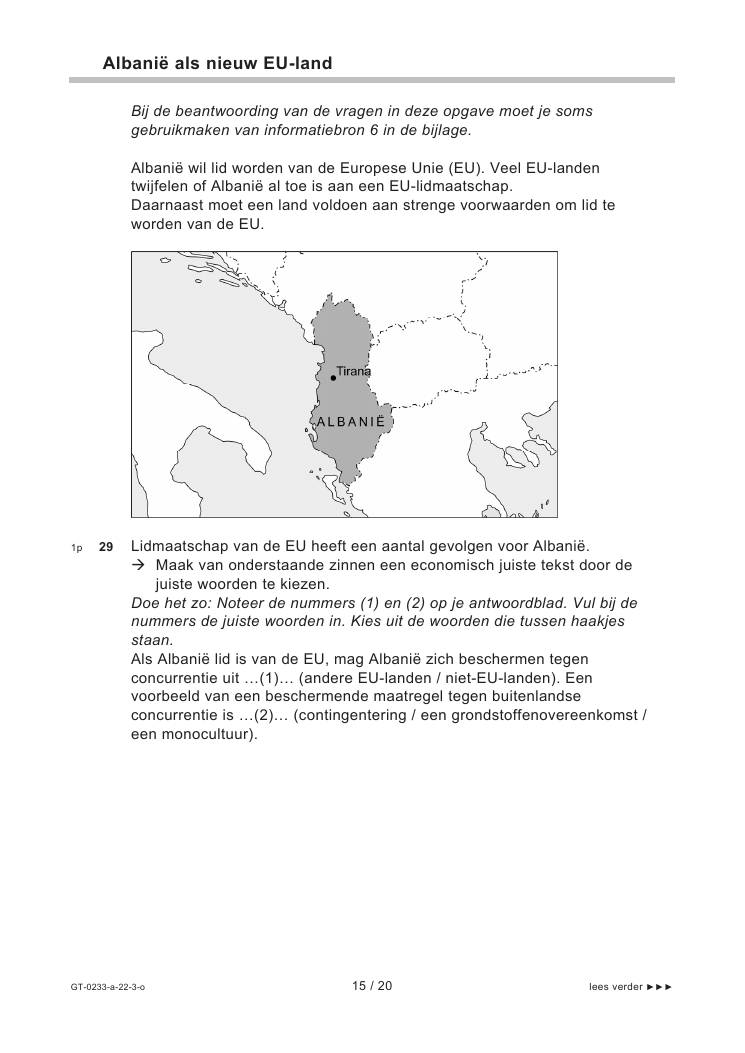 Albanië als nieuw EU-land
Bij de beantwoording van de vragen in deze opgave moet je soms
gebruikmaken van informatiebron 6 in de bijlage.
Albanië wil lid worden van de Europese Unie (EU). Veel EU-landen
twijfelen of Albanië al toe is aan een EU-lidmaatschap.
Daarnaast moet een land voldoen aan strenge voorwaarden om lid te
worden van de EU.
Tirana
ALBANIË
1p 29 Lidmaatschap van de EU heeft een aantal gevolgen voor Albanië.
→ Maak van onderstaande zinnen een economisch juiste tekst door de
juiste woorden te kiezen.
Doe het zo: Noteer de nummers (1) en (2) op je antwoordblad. Vul bij de
nummers de juiste woorden in. Kies uit de woorden die tussen haakjes
staan.
Als Albanië lid is van de EU, mag Albanië zich beschermen tegen
concurrentie uit …(1)… (andere EU-landen / niet-EU-landen). Een
voorbeeld van een beschermende maatregel tegen buitenlandse
concurrentie is …(2)… (contingentering / een grondstoffenovereenkomst /
een monocultuur).
GT-0233-a-22-3-o 15 / 20 lees verder ►►►